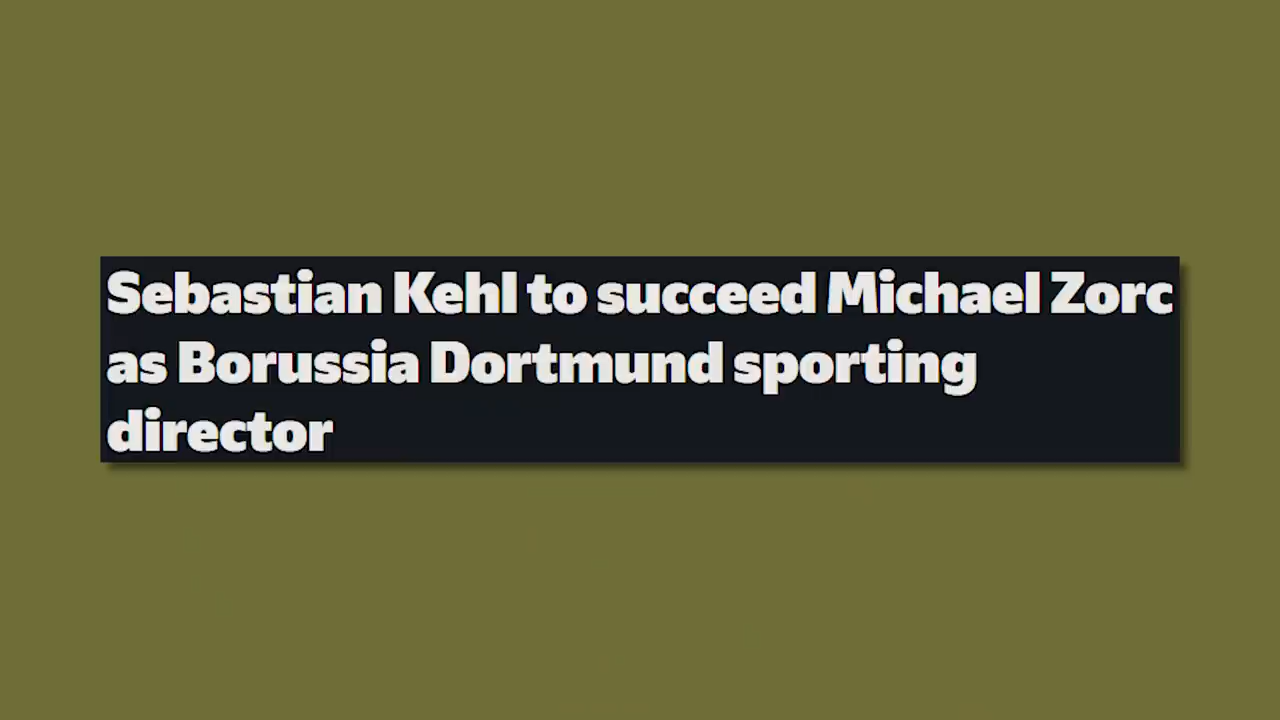 Sebastian Kehl to succeed Michael Zorc
as Borussia Dortmund sporting
director